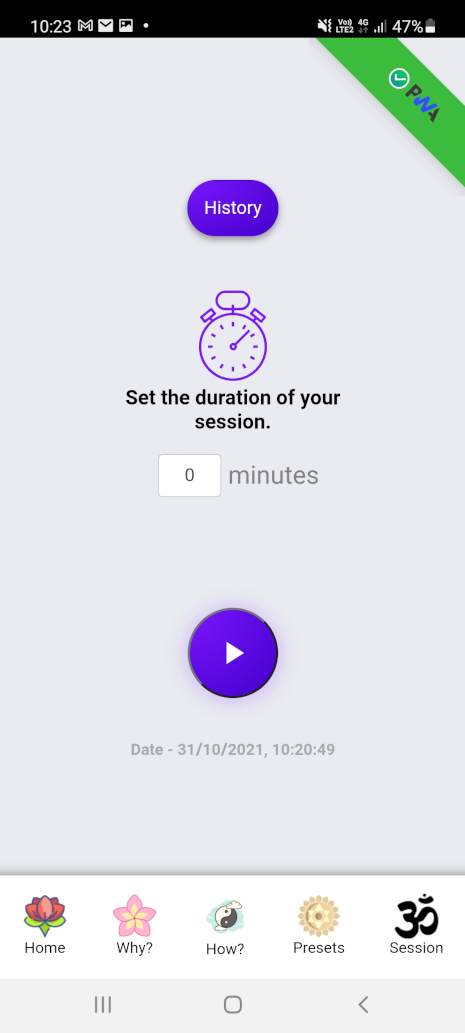 10:23
Vo)) 4G
LTE2
47%
PWA
History
Set the duration of your
session.
0 minutes
Date - 31/10/2021, 10:20:49
Home Why? How? Presets Session